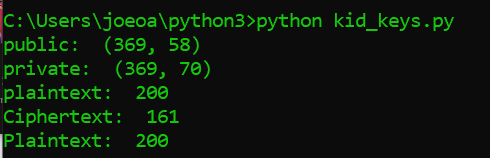 C:\Users\joeoa\python3>python kid_keys.py
public:  (369, 58)
private:  (369, 70)
plaintext:  200
Ciphertext:  161
Plaintext:  200